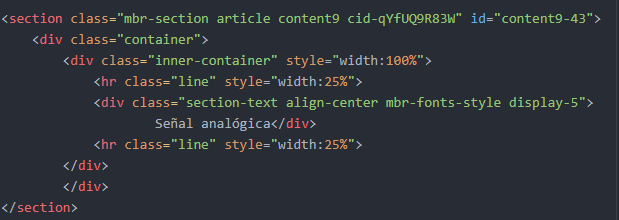 <section class="mbr-section article content9 cid-qYfUQ9R83W" id="content9-43">
<div class="container">
<div class="inner-container" style="width:100%">
<hr class="line" style="width:25%">
<div class="section-text align-center mbr-fonts-style display-5">
Señal analógica</div>
<hr class="line" style="width:25%">
</div>
</div>
</section>